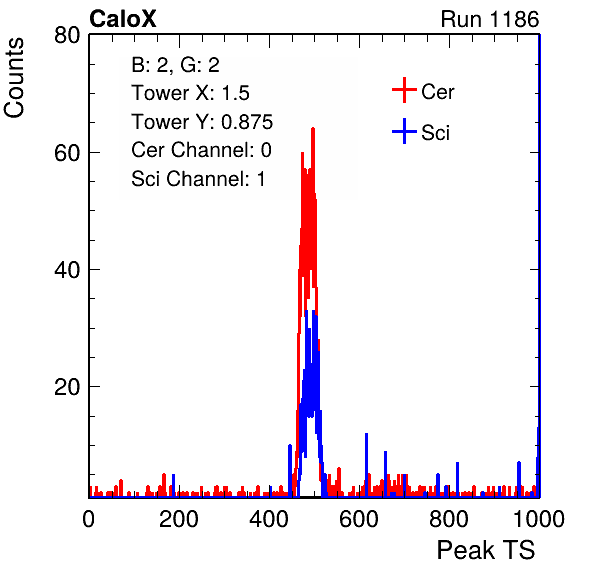 CaloX Run 1186
Counts
80
60
40
20
B: 2, G: 2
Tower X: 1.5
Tower Y: 0.875
Cer Channel: 0
Sci Channel: 1
Cer
Sci
0 200 400 600 800 1000
Peak TS